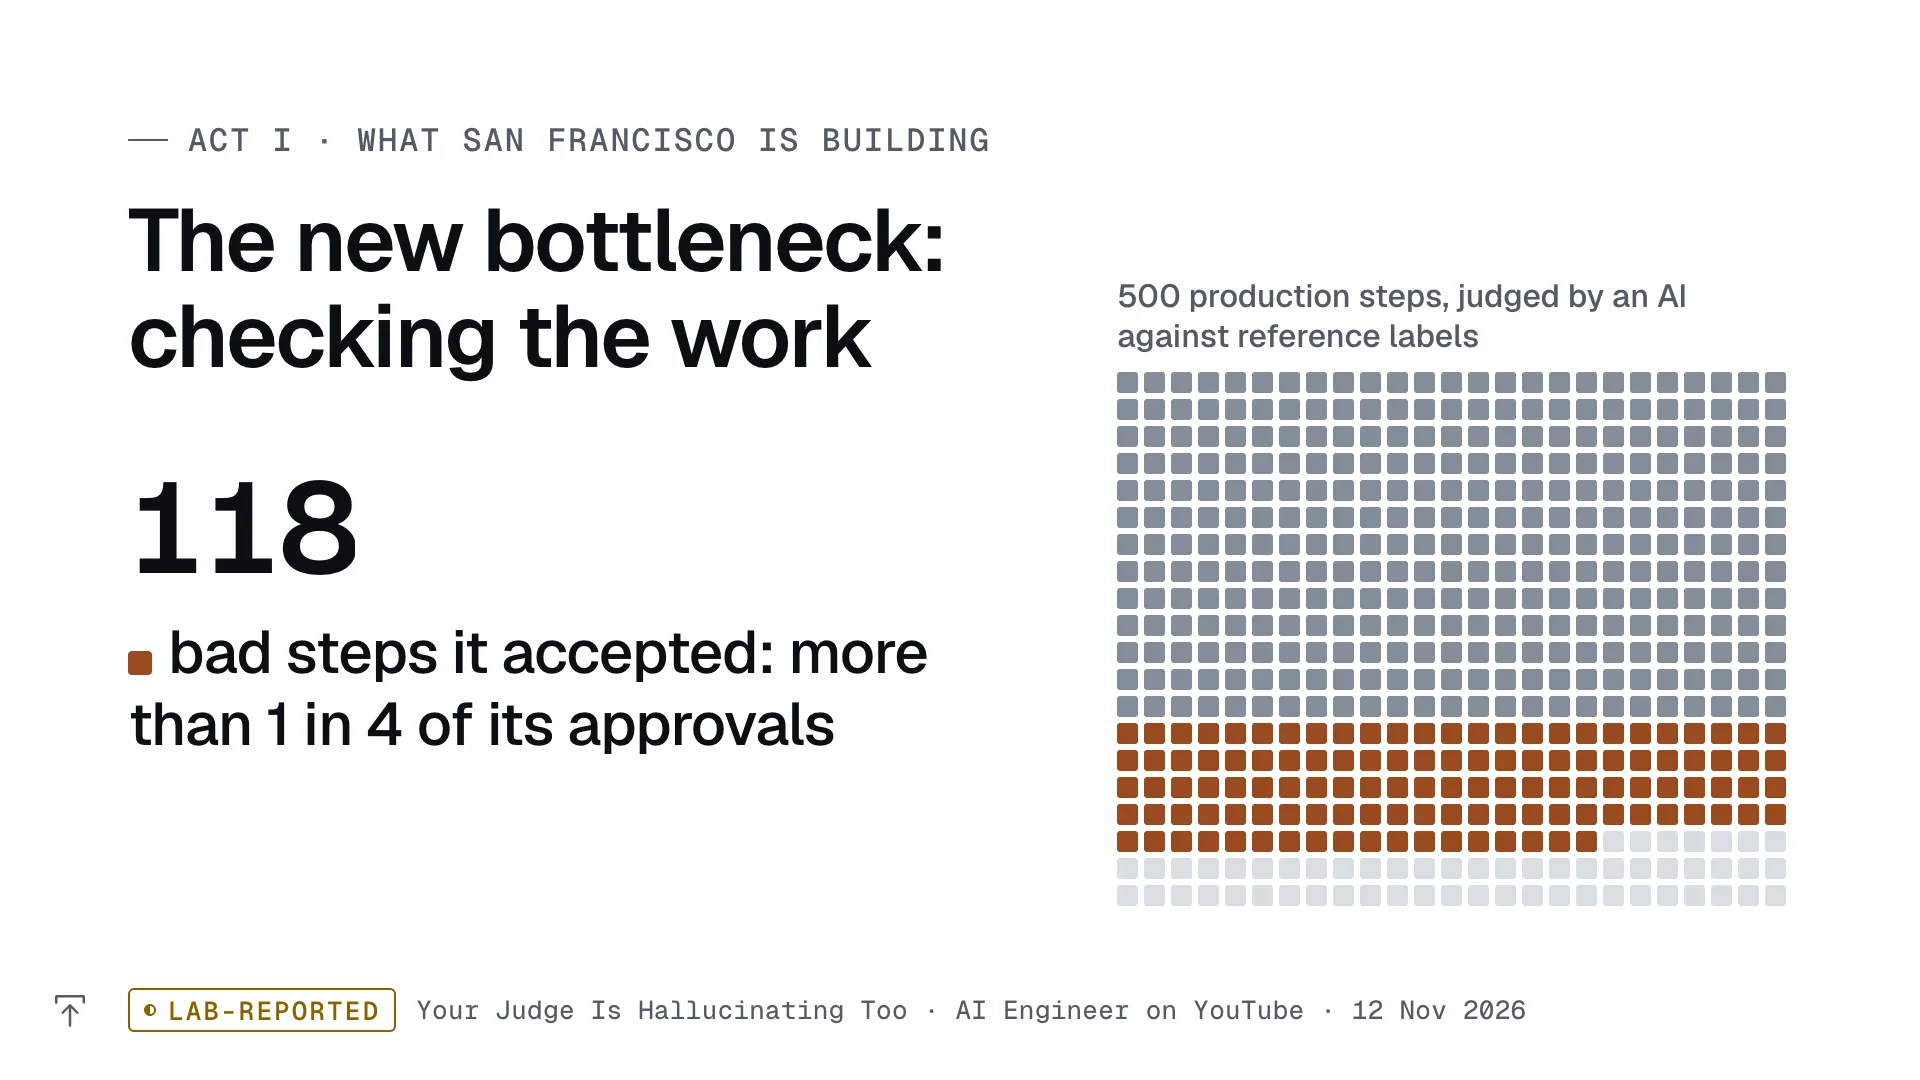 ACT I · WHAT SAN FRANCISCO IS BUILDING
The new bottleneck:
checking the work
118
bad steps it accepted: more
than 1 in 4 of its approvals
500 production steps, judged by an AI
against reference labels
LAB-REPORTED
Your Judge Is Hallucinating Too · AI Engineer on YouTube · 12 Nov 2026